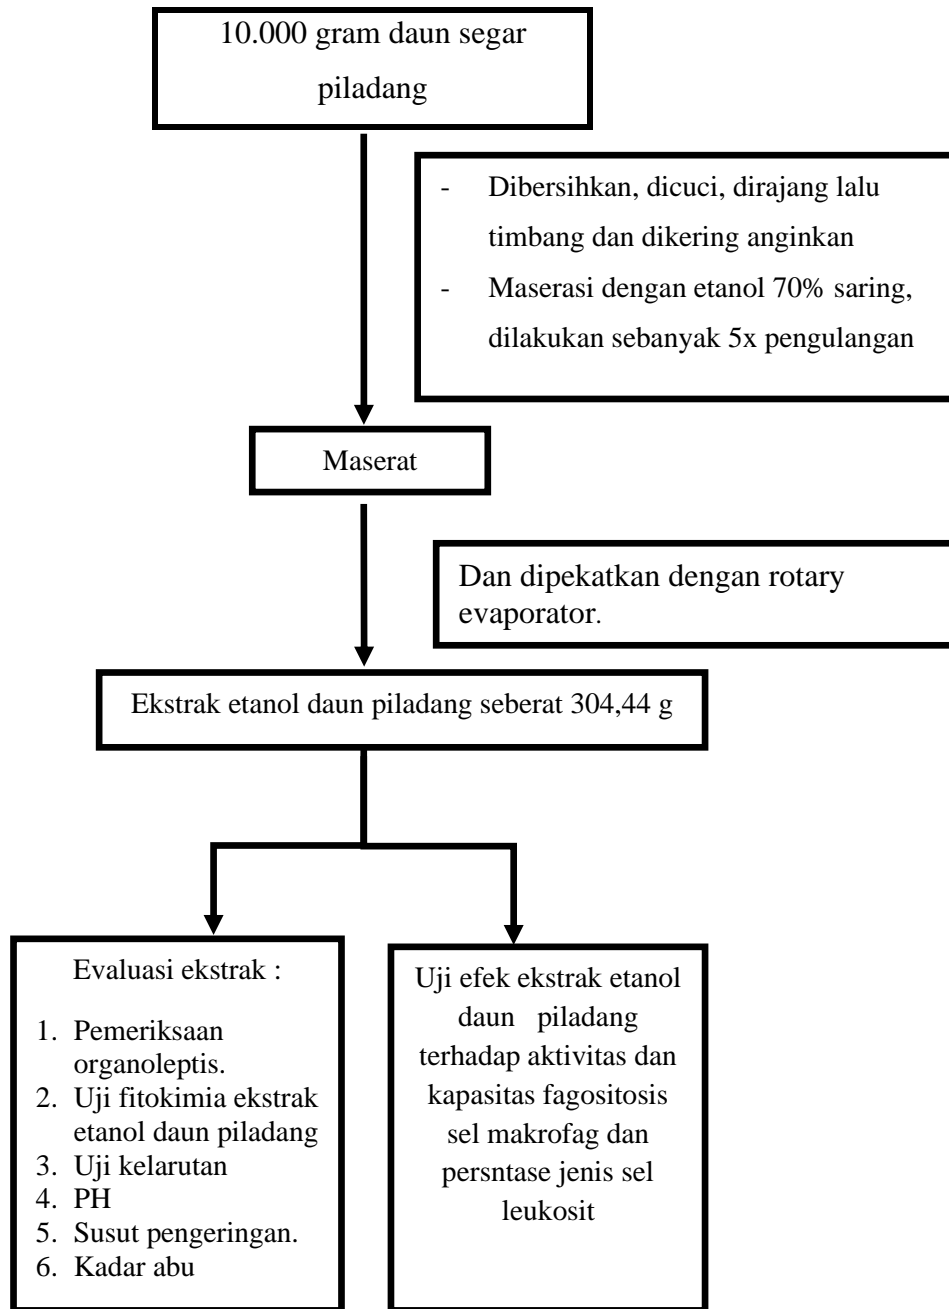 10.000 gram daun segar
piladang
- Dibersihkan, dicuci, dirajang lalu
timbang dan dikering anginkan
- Maserasi dengan etanol 70% saring,
dilakukan sebanyak 5x pengulangan
Maserat
Dan dipekatkan dengan rotary
evaporator.
Ekstrak etanol daun piladang seberat 304,44 g
Evaluasi ekstrak :
1. Pemeriksaan
organoleptis.
2. Uji fitokimia ekstrak
etanol daun piladang
3. Uji kelarutan
4. PH
5. Susut pengeringan.
6. Kadar abu
Uji efek ekstrak etanol
daun piladang
terhadap aktivitas dan
kapasitas fagositosis
sel makrofag dan
persntase jenis sel
leukosit